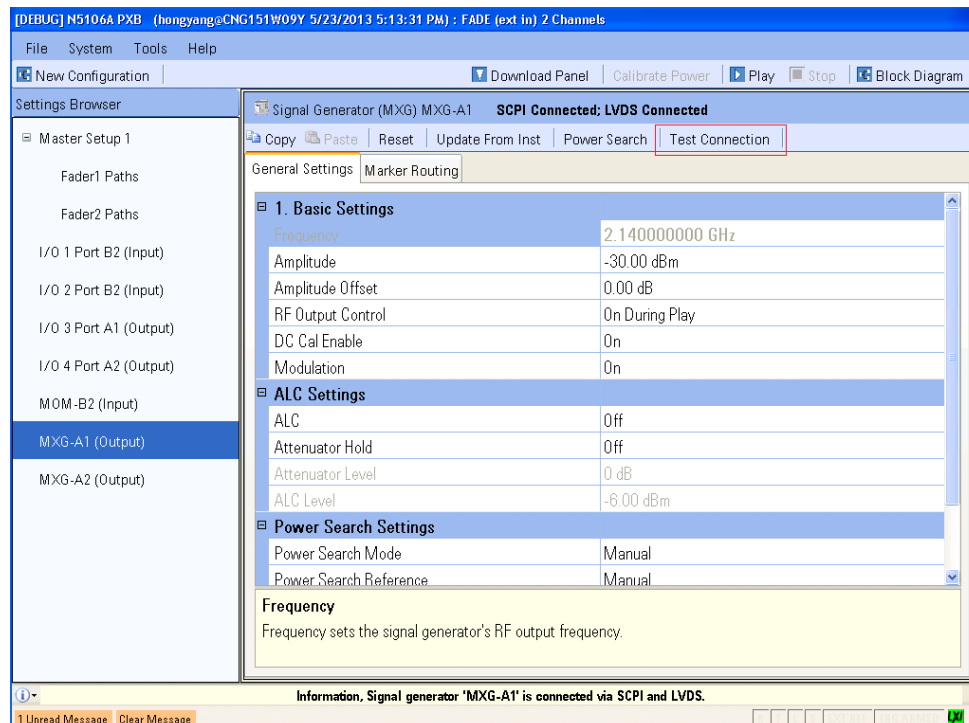 [DEBUG] N5106A PXB (hongyang@CNG151W09Y 5/23/2013 5:13:31 PM) : FADE (ext in) 2 Channels
File System Tools Help
New Configuration Download Panel Calibrate Power Play Stop Block Diagram
Settings Browser
Master Setup 1
Fader1 Paths
Fader2 Paths
I/O 1 Port B2 (Input)
I/O 2 Port B2 (Input)
I/O 3 Port A1 (Output)
I/O 4 Port A2 (Output)
MOM-B2 (Input)
MXG-A1 (Output)
MXG-A2 (Output)
Signal Generator (MXG) MXG-A1 SCPI Connected; LVDS Connected
Copy Paste Reset Update From Inst Power Search Test Connection
General Settings Marker Routing
1. Basic Settings
Frequency 2.140000000 GHz
Amplitude -30.00 dBm
Amplitude Offset 0.00 dB
RF Output Control On During Play
DC Cal Enable On
Modulation On
ALC Settings
ALC Off
Attenuator Hold Off
Attenuator Level 0 dB
ALC Level -6.00 dBm
Power Search Settings
Power Search Mode Manual
Power Search Reference Manual
Frequency
Frequency sets the signal generator's RF output frequency.
Information, Signal generator 'MXG-A1' is connected via SCPI and LVDS.
1 Unread Message Clear Message LXI